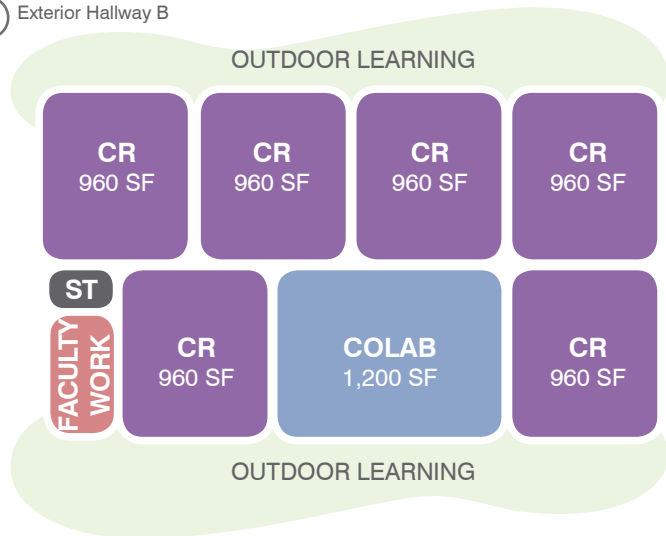 Exterior Hallway B
OUTDOOR LEARNING
CR
960 SF
CR
960 SF
CR
960 SF
CR
960 SF
ST
FACULTY
WORK
CR
960 SF
COLAB
1,200 SF
CR
960 SF
OUTDOOR LEARNING